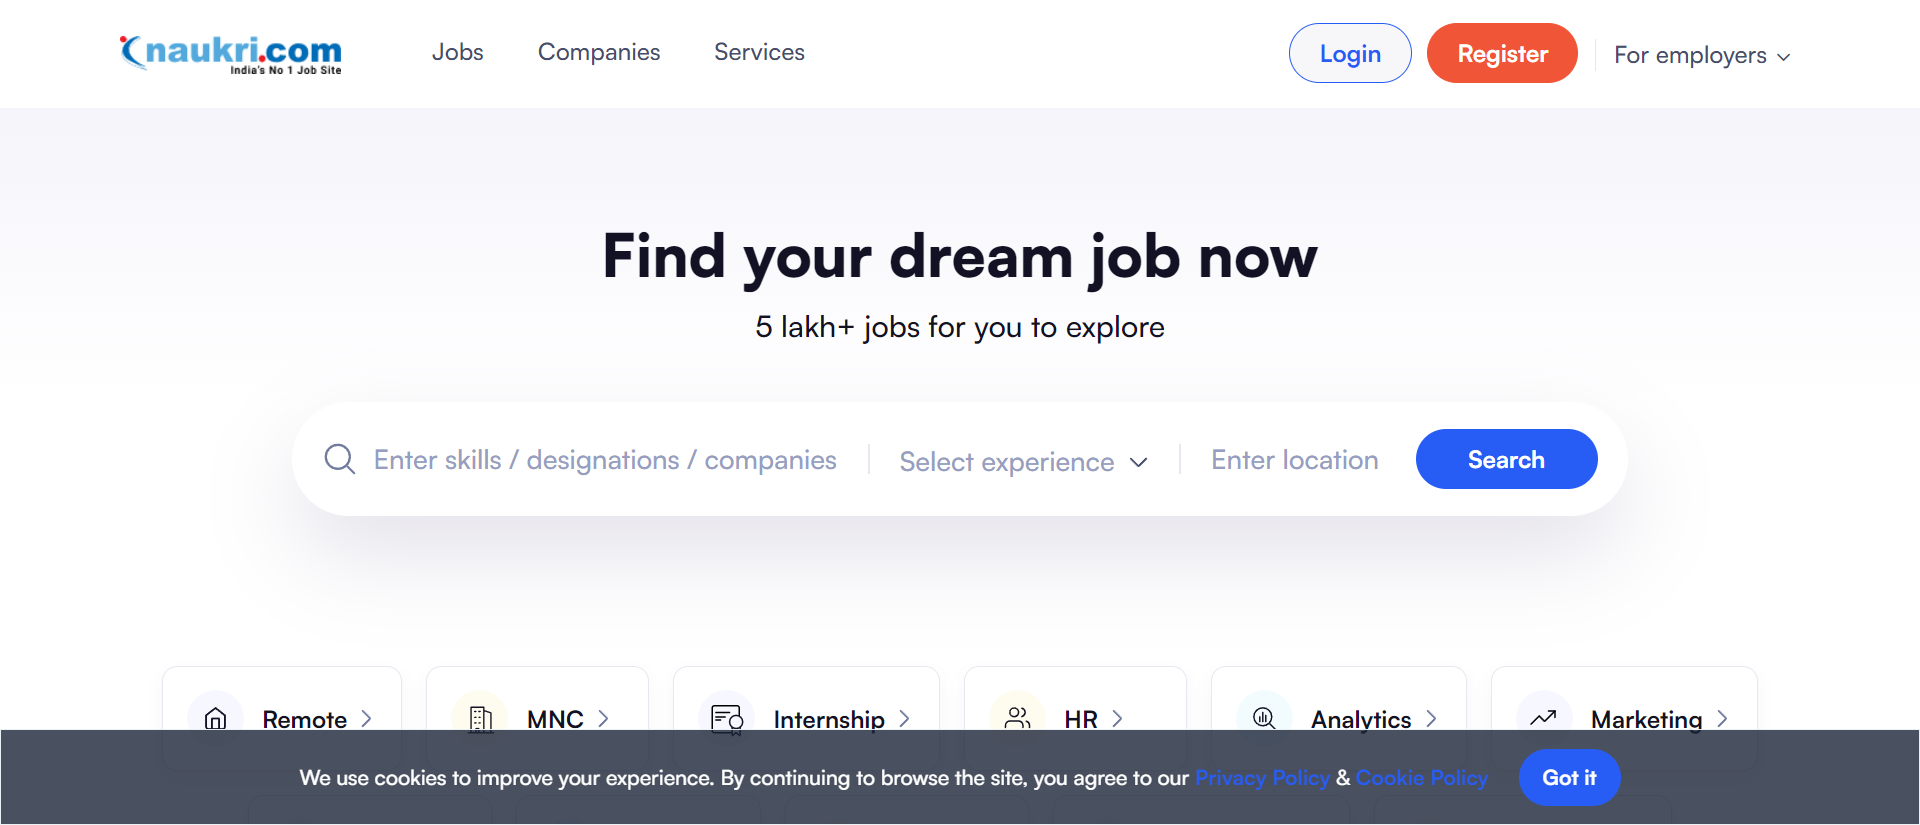 naukri.com
India's No 1 Job Site
Jobs
Companies
Services
Login
Register
For employers
Find your dream job now
5 lakh+ jobs for you to explore
Enter skills / designations / companies
Select experience
Enter location
Search
Remote
MNC
Internship
HR
Analytics
Marketing
We use cookies to improve your experience. By continuing to browse the site, you agree to our Privacy Policy & Cookie Policy
Got it